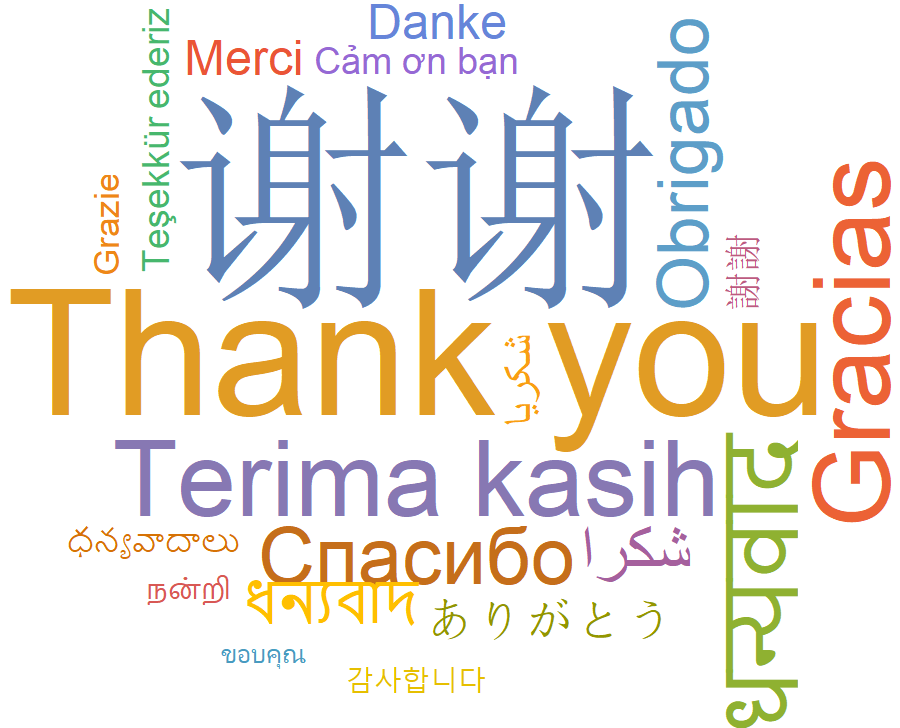 Danke
Merci
Cảm ơn bạn
Teşekkür ederiz
Obrigado
谢谢
Grazie
謝謝
Gracias
Thank you
شکریا
Terima kasih
धन्यवाद
ధన్యవాదాలు
Спасибо
شكرا
நன்றி
ধন্যবাদ
ありがとう
ขอบคุณ
감사합니다